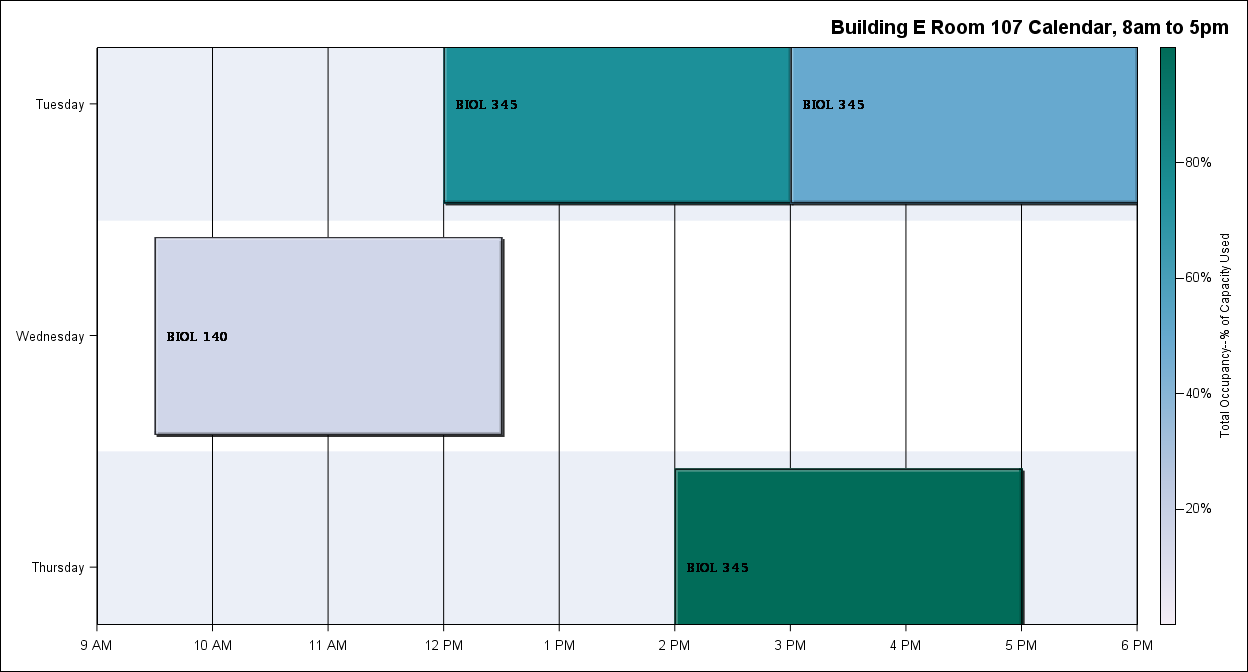 Building E Room 107 Calendar, 8am to 5pm
Tuesday
BIOL 345
BIOL 345
Wednesday
BIOL 140
Thursday
BIOL 345
9 AM
10 AM
11 AM
12 PM
1 PM
2 PM
3 PM
4 PM
5 PM
6 PM
80%
60%
40%
20%
Total Occupancy--% of Capacity Used